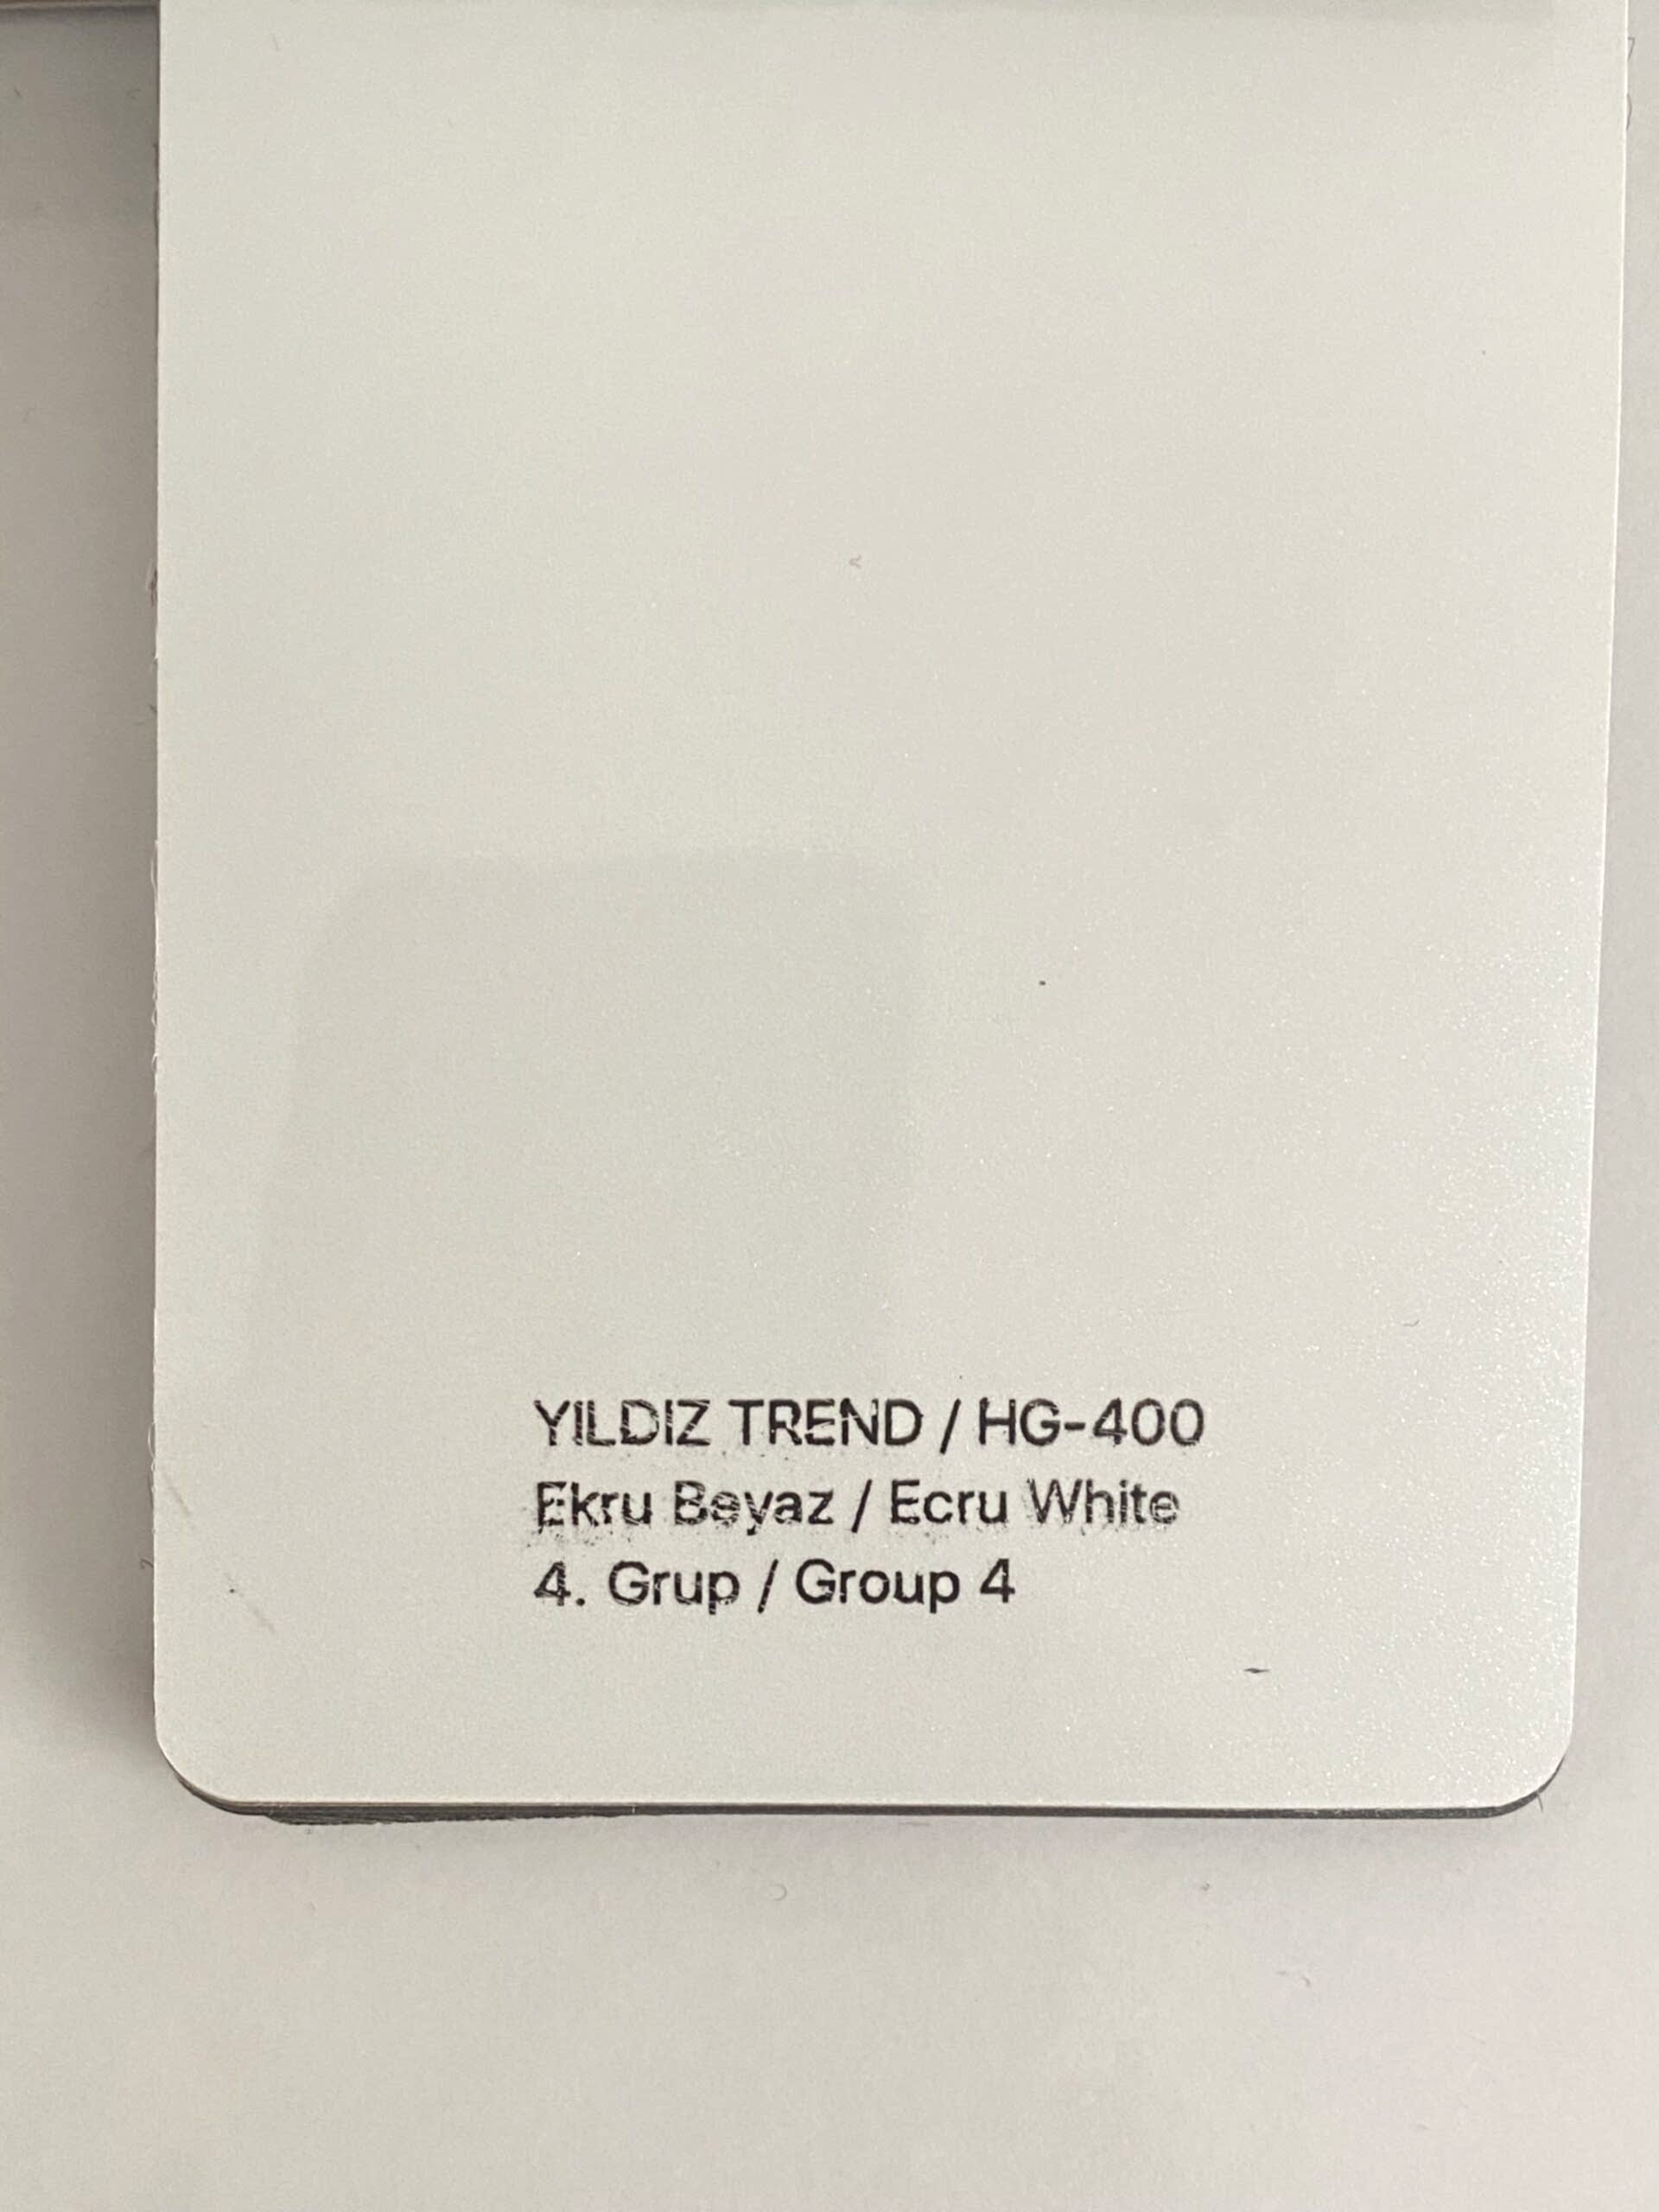 YILDIZ TREND / HG-400
Ekru Beyaz / Ecru White
4. Grup / Group 4